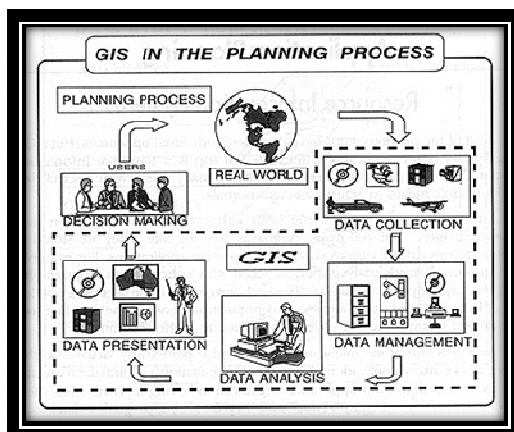 GIS IN THE PLANNING PROCESS
PLANNING PROCESS
REAL WORLD
USERS
DECISION MAKING
DATA COLLECTION
GIS
DATA PRESENTATION
DATA ANALYSIS
DATA MANAGEMENT